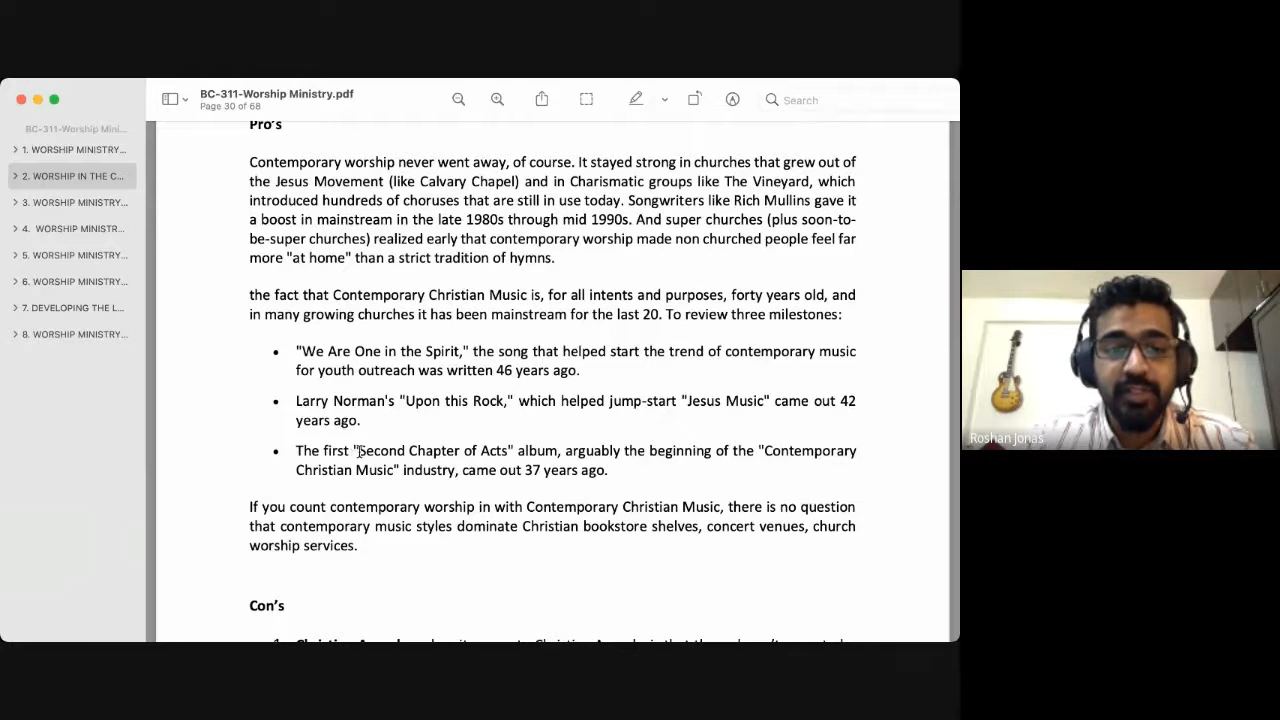 BC-311-Worship Ministry.pdf
Page 30 of 68
Search
BC-311-Worship Mini...
1. WORSHIP MINISTRY...
2. WORSHIP IN THE C...
3. WORSHIP MINISTRY...
4. WORSHIP MINISTR...
5. WORSHIP MINISTRY...
6. WORSHIP MINISTRY...
7. DEVELOPING THE L...
8. WORSHIP MINISTRY...
Pro's
Contemporary worship never went away, of course. It stayed strong in churches that grew out of
the Jesus Movement (like Calvary Chapel) and in Charismatic groups like The Vineyard, which
introduced hundreds of choruses that are still in use today. Songwriters like Rich Mullins gave it
a boost in mainstream in the late 1980s through mid 1990s. And super churches (plus soon-to-
be-super churches) realized early that contemporary worship made non churched people feel far
more "at home" than a strict tradition of hymns.
the fact that Contemporary Christian Music is, for all intents and purposes, forty years old, and
in many growing churches it has been mainstream for the last 20. To review three milestones:
• "We Are One in the Spirit," the song that helped start the trend of contemporary music
for youth outreach was written 46 years ago.
• Larry Norman's "Upon this Rock," which helped jump-start "Jesus Music" came out 42
years ago.
• The first "Second Chapter of Acts" album, arguably the beginning of the "Contemporary
Christian Music" industry, came out 37 years ago.
If you count contemporary worship in with Contemporary Christian Music, there is no question
that contemporary music styles dominate Christian bookstore shelves, concert venues, church
worship services.
Con's
Roshan Jonas